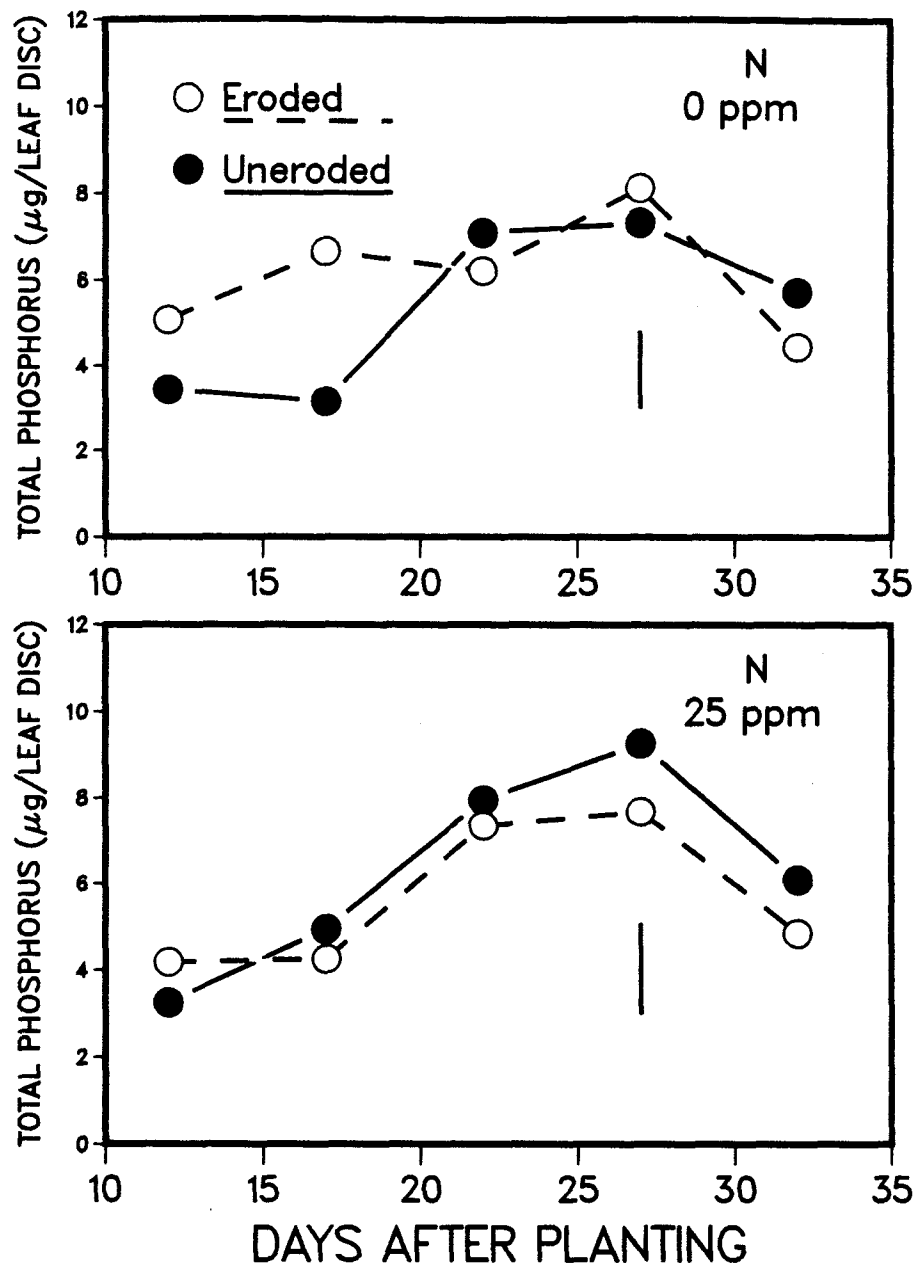 TOTAL PHOSPHORUS (µg/LEAF DISC)
12
10
8
6
4
2
0
Eroded
Uneroded
N
0 ppm
10 15 20 25 30 35
TOTAL PHOSPHORUS (µg/LEAF DISC)
12
10
8
6
4
2
0
N
25 ppm
10 15 20 25 30 35
DAYS AFTER PLANTING